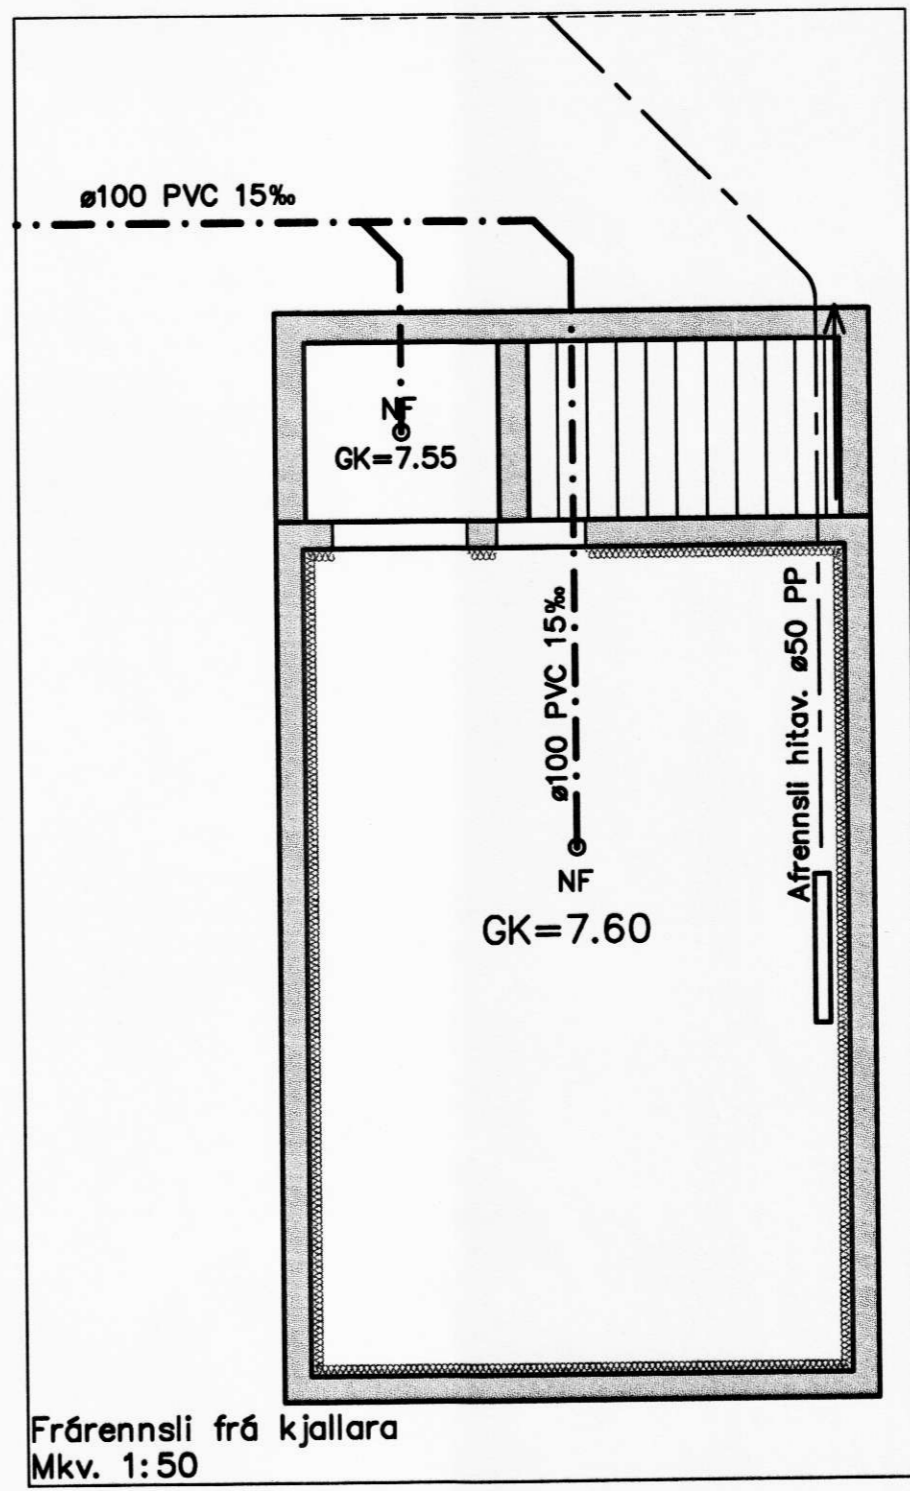 ø100 PVC 15‰
NF
GK=7.55
ø100 PVC 15‰
Afrennsli hitav. ø50 PP
NF
GK=7.60
Frárennsli frá kjallara
Mkv. 1:50